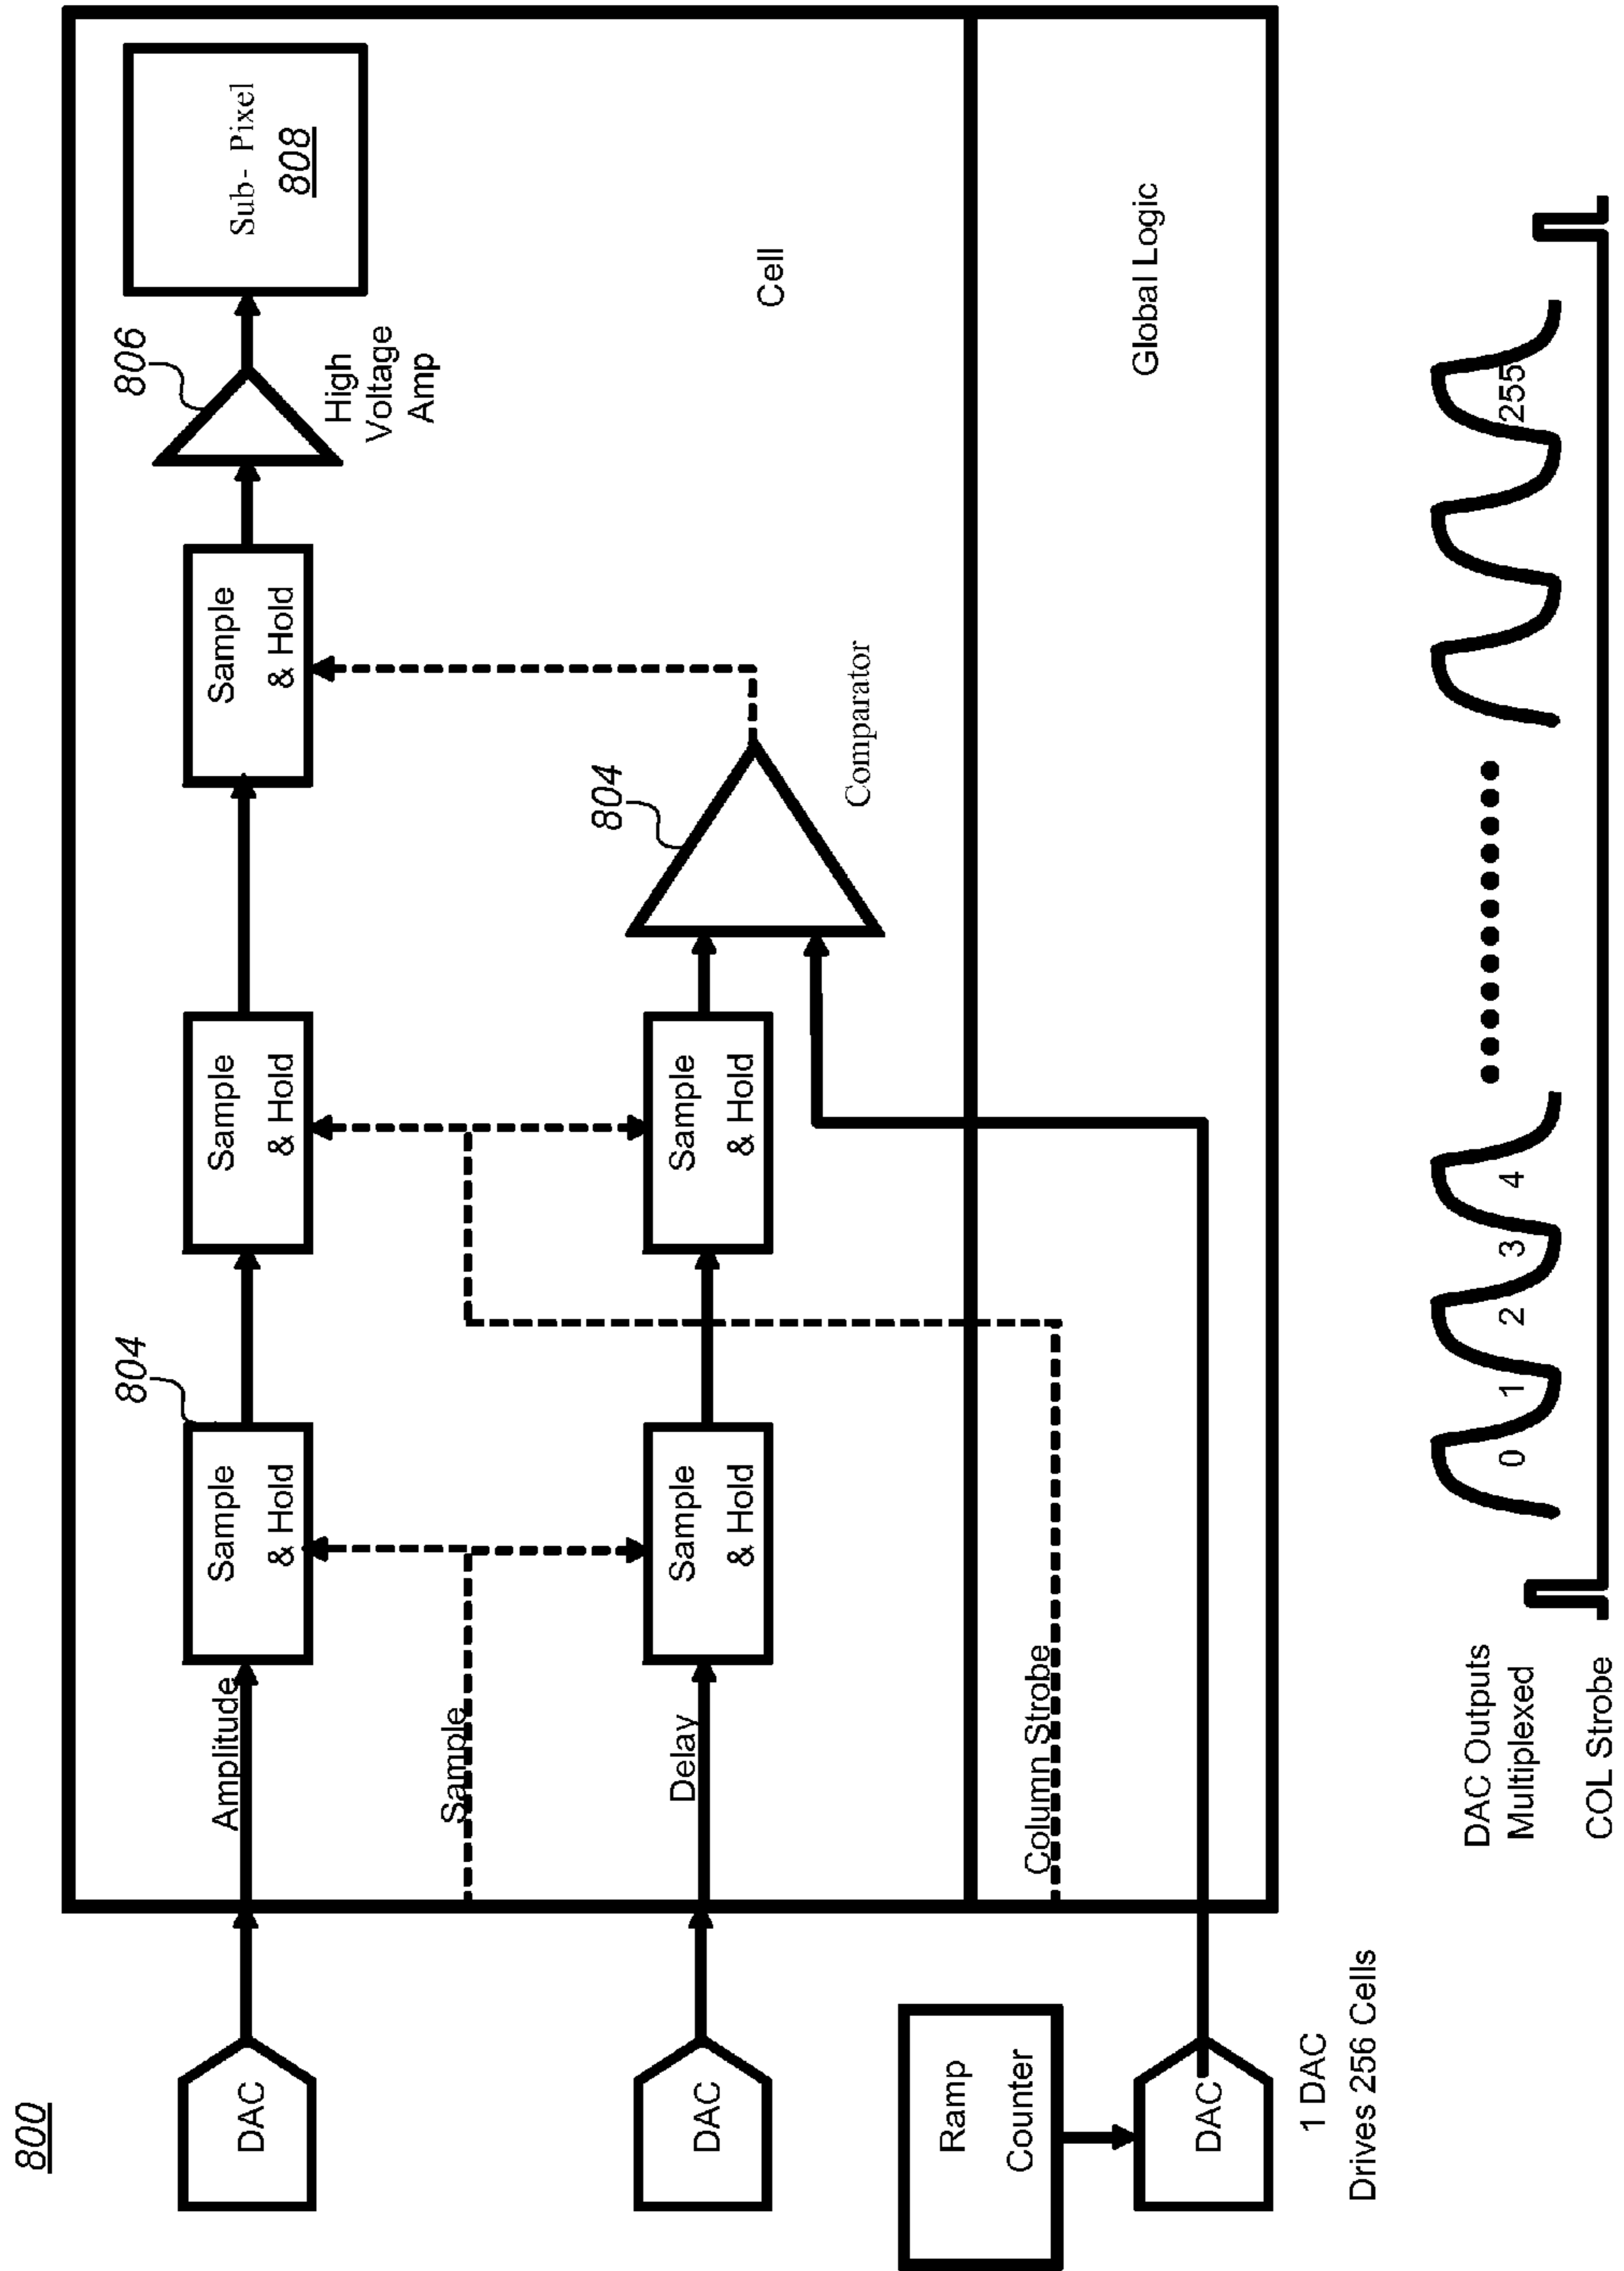 800
DAC
Amplitude
Sample
& Hold
804
Sample
& Hold
Sample
& Hold
806
High
Voltage
Amp
Sub- Pixel
808
Sample
DAC
Delay
Sample
& Hold
Sample
& Hold
804
Comparator
Cell
Ramp
Counter
Column Strobe
Global Logic
DAC
1 DAC
Drives 256 Cells
DAC Outputs
Multiplexed
0 1 2 3 4 255
COL Strobe